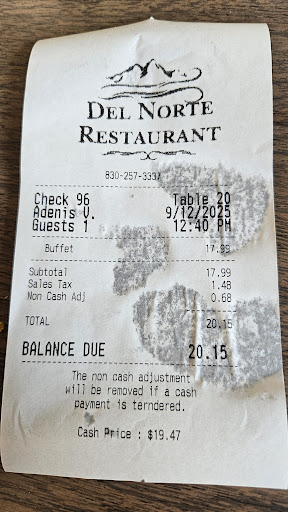 DEL NORTE
RESTAURANT
830-257-3337
Check 96 Table 20
Adenis V. 9/12/2025
Guests 1 12:40 PM
Buffet 17.99
Subtotal 17.99
Sales Tax 1.48
Non Cash Adj 0.68
TOTAL 20.15
BALANCE DUE 20.15
The non cash adjustment
will be removed if a cash
payment is terndered.
Cash Price : $19.47